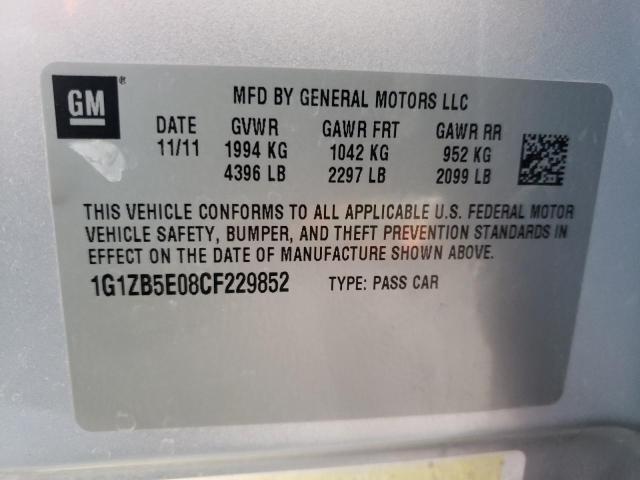 GM
®
MFD BY GENERAL MOTORS LLC
DATE GVWR GAWR FRT GAWR RR
11/11 1994 KG 1042 KG 952 KG
4396 LB 2297 LB 2099 LB
THIS VEHICLE CONFORMS TO ALL APPLICABLE U.S. FEDERAL MOTOR
VEHICLE SAFETY, BUMPER, AND THEFT PREVENTION STANDARDS IN
EFFECT ON THE DATE OF MANUFACTURE SHOWN ABOVE.
1G1ZB5E08CF229852 TYPE: PASS CAR